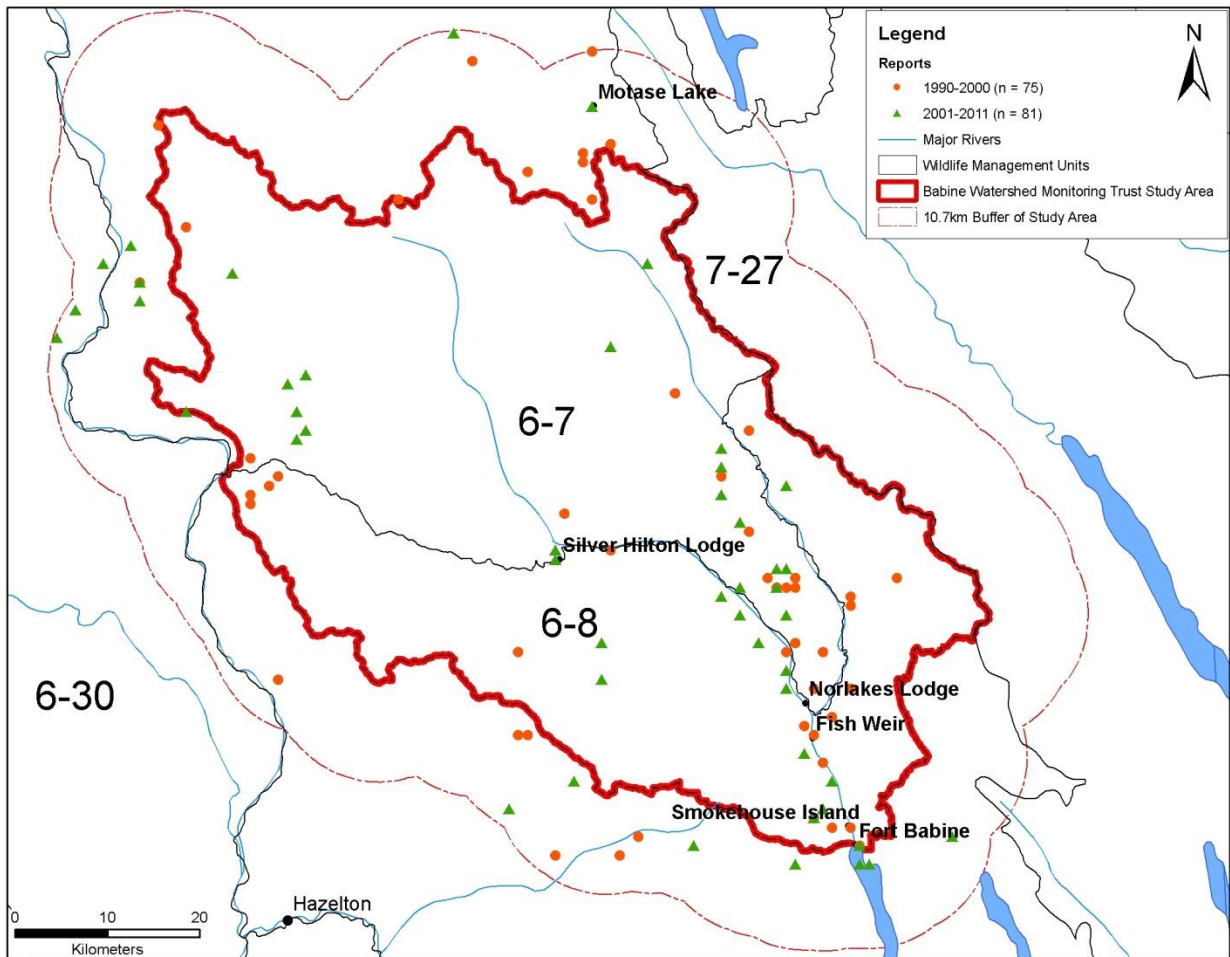 Legend
N
Reports
1990-2000 (n = 75)
2001-2011 (n = 81)
Major Rivers
Wildlife Management Units
Babine Watershed Monitoring Trust Study Area
10.7km Buffer of Study Area
Motase Lake
7-27
6-7
Silver Hilton Lodge
6-8
6-30
Norlakes Lodge
Fish Weir
Smokehouse Island
Fort Babine
Hazelton
0 10 20
Kilometers